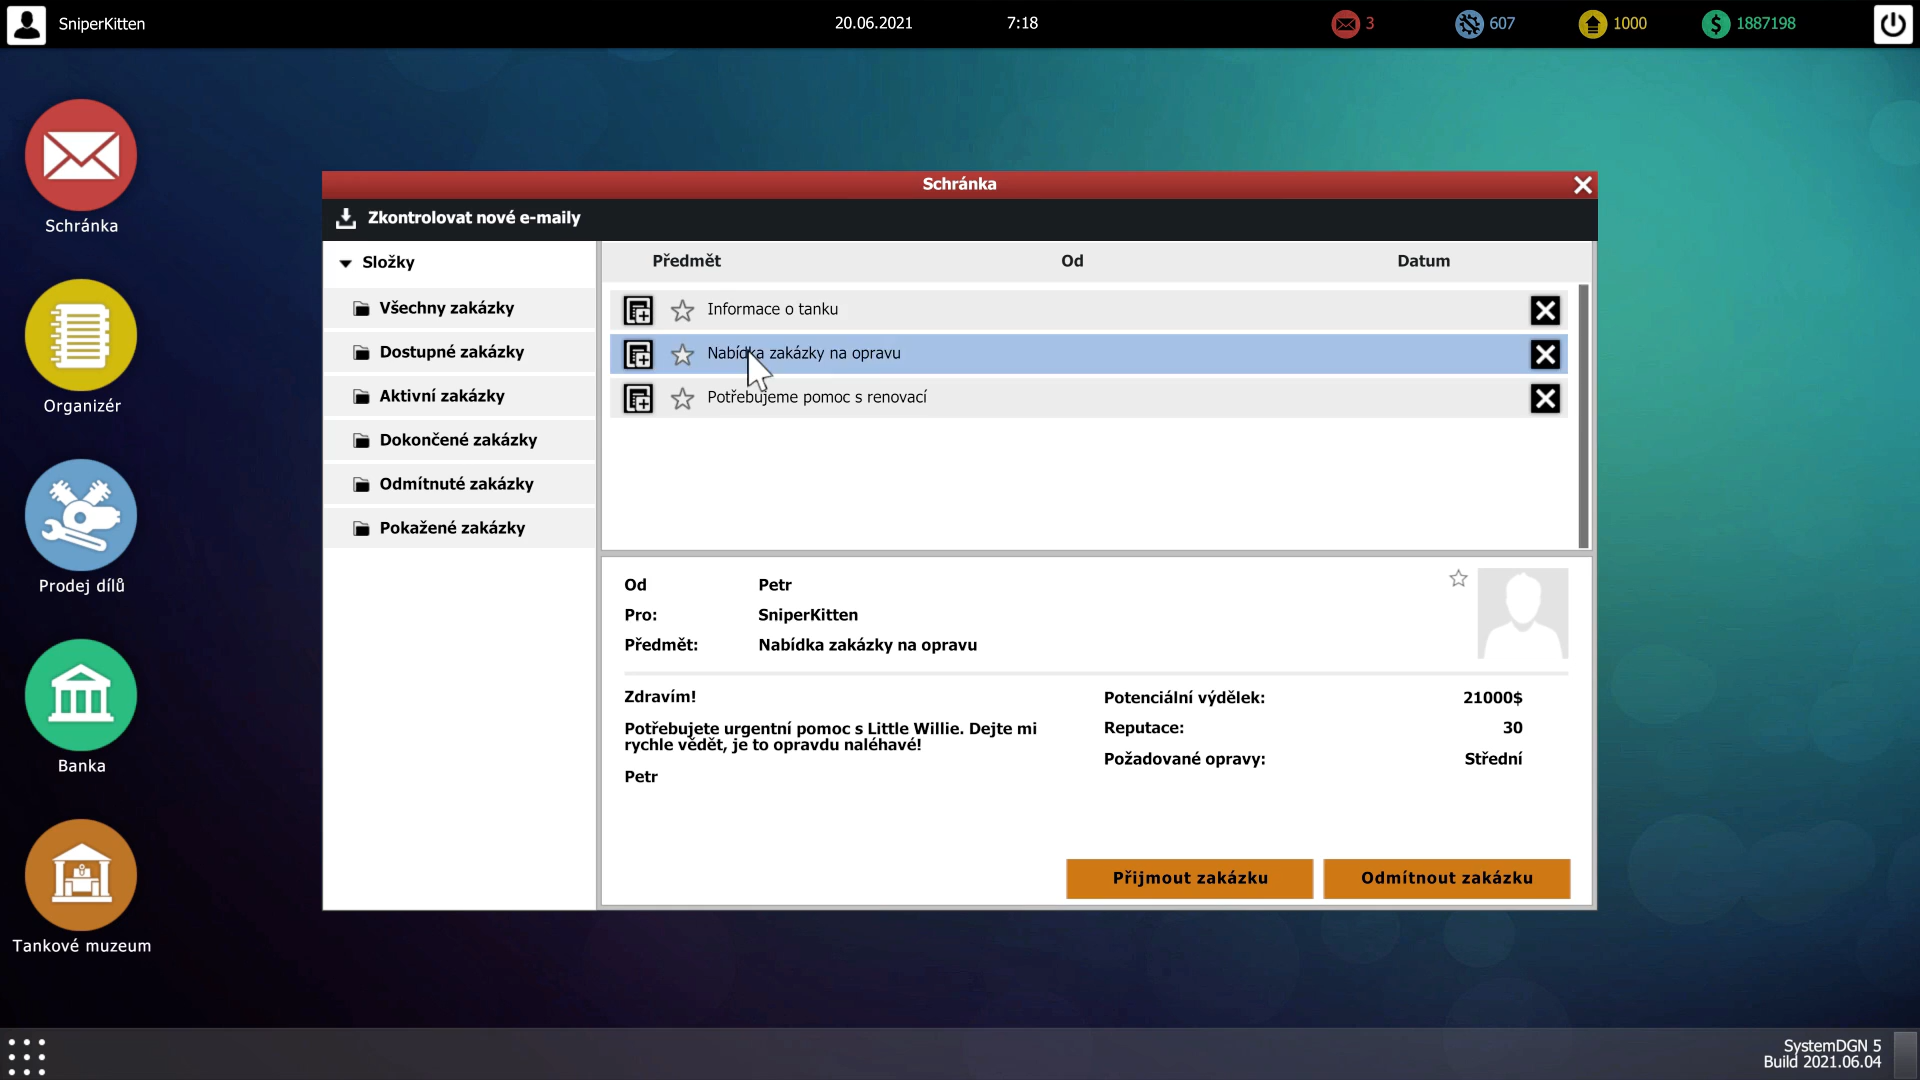 SniperKitten
20.06.2021
7:18
3
607
1000
1887198
Schránka
Organizér
Prodej dílů
Banka
Tankové muzeum
Schránka
Zkontrolovat nové e-maily
Složky
Všechny zakázky
Dostupné zakázky
Aktivní zakázky
Dokončené zakázky
Odmítnuté zakázky
Pokažené zakázky
Předmět
Od
Datum
Informace o tanku
Nabídka zakázky na opravu
Potřebujeme pomoc s renovací
Od
Petr
Pro:
SniperKitten
Předmět:
Nabídka zakázky na opravu
Zdravím!
Potřebujete urgentní pomoc s Little Willie. Dejte mi
rychle vědět, je to opravdu naléhavé!
Petr
Potenciální výdělek:
21000$
Reputace:
30
Požadované opravy:
Střední
Přijmout zakázku
Odmítnout zakázku
SystemDGN 5
Build 2021.06.04